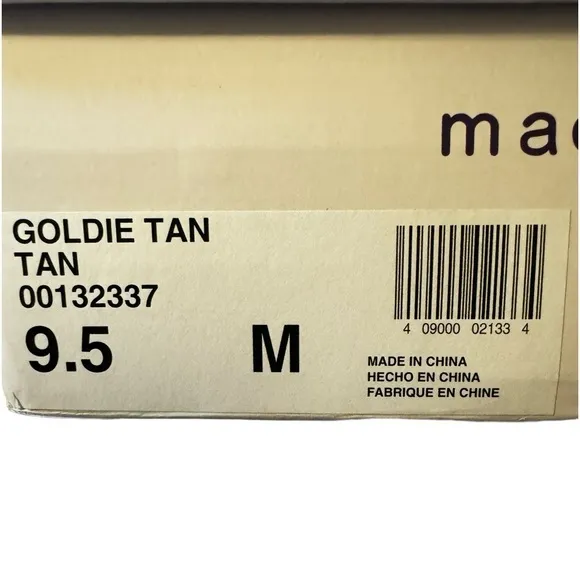 GOLDIE TAN
TAN
00132337
9.5 M
4 09000 02133 4
MADE IN CHINA
HECHO EN CHINA
FABRIQUE EN CHINE